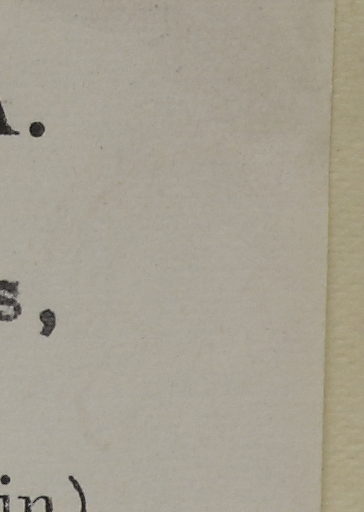 A.
s,
in)